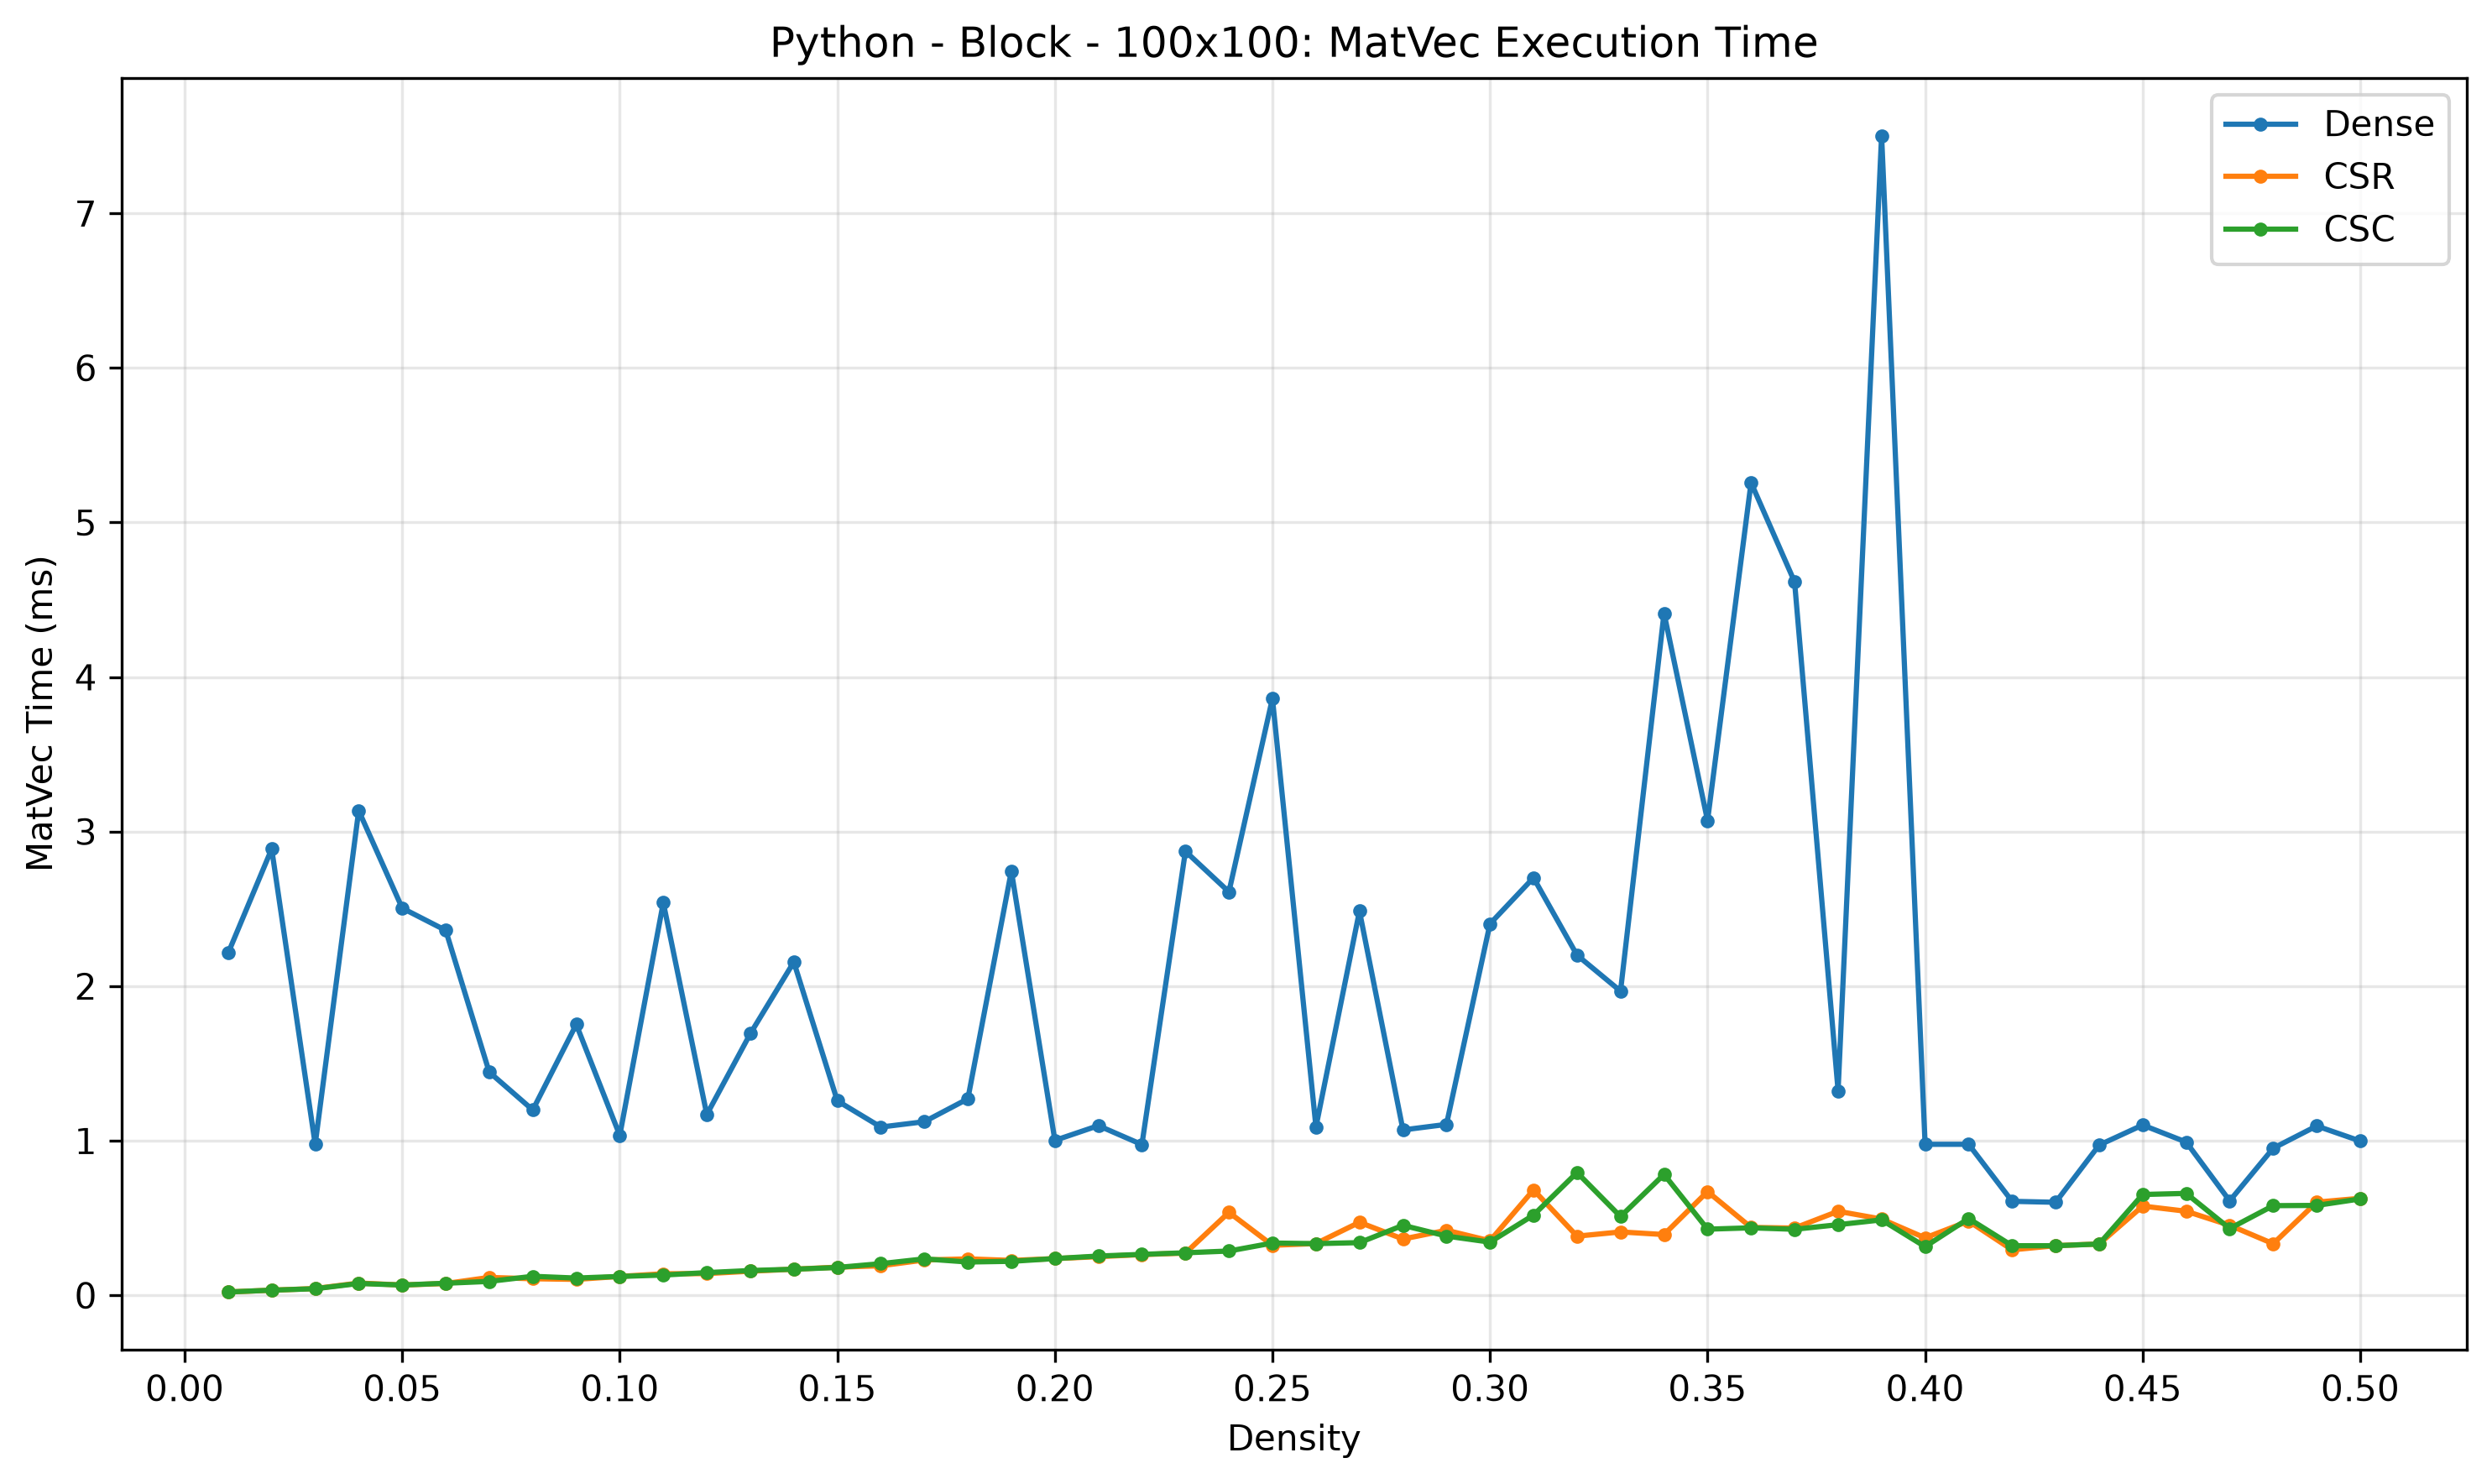 Python - Block - 100x100: MatVec Execution Time
Dense
CSR
CSC
7
6
5
4
3
2
1
0
MatVec Time (ms)
0.00 0.05 0.10 0.15 0.20 0.25 0.30 0.35 0.40 0.45 0.50
Density